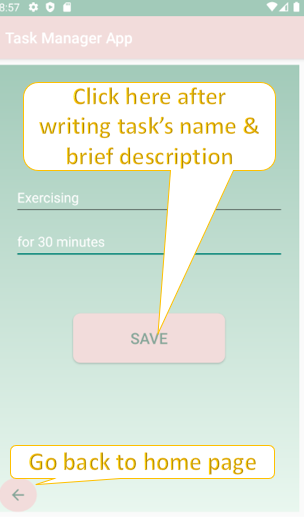 8:57
Task Manager App
Click here after
writing task's name &
brief description
Exercising
for 30 minutes
SAVE
Go back to home page